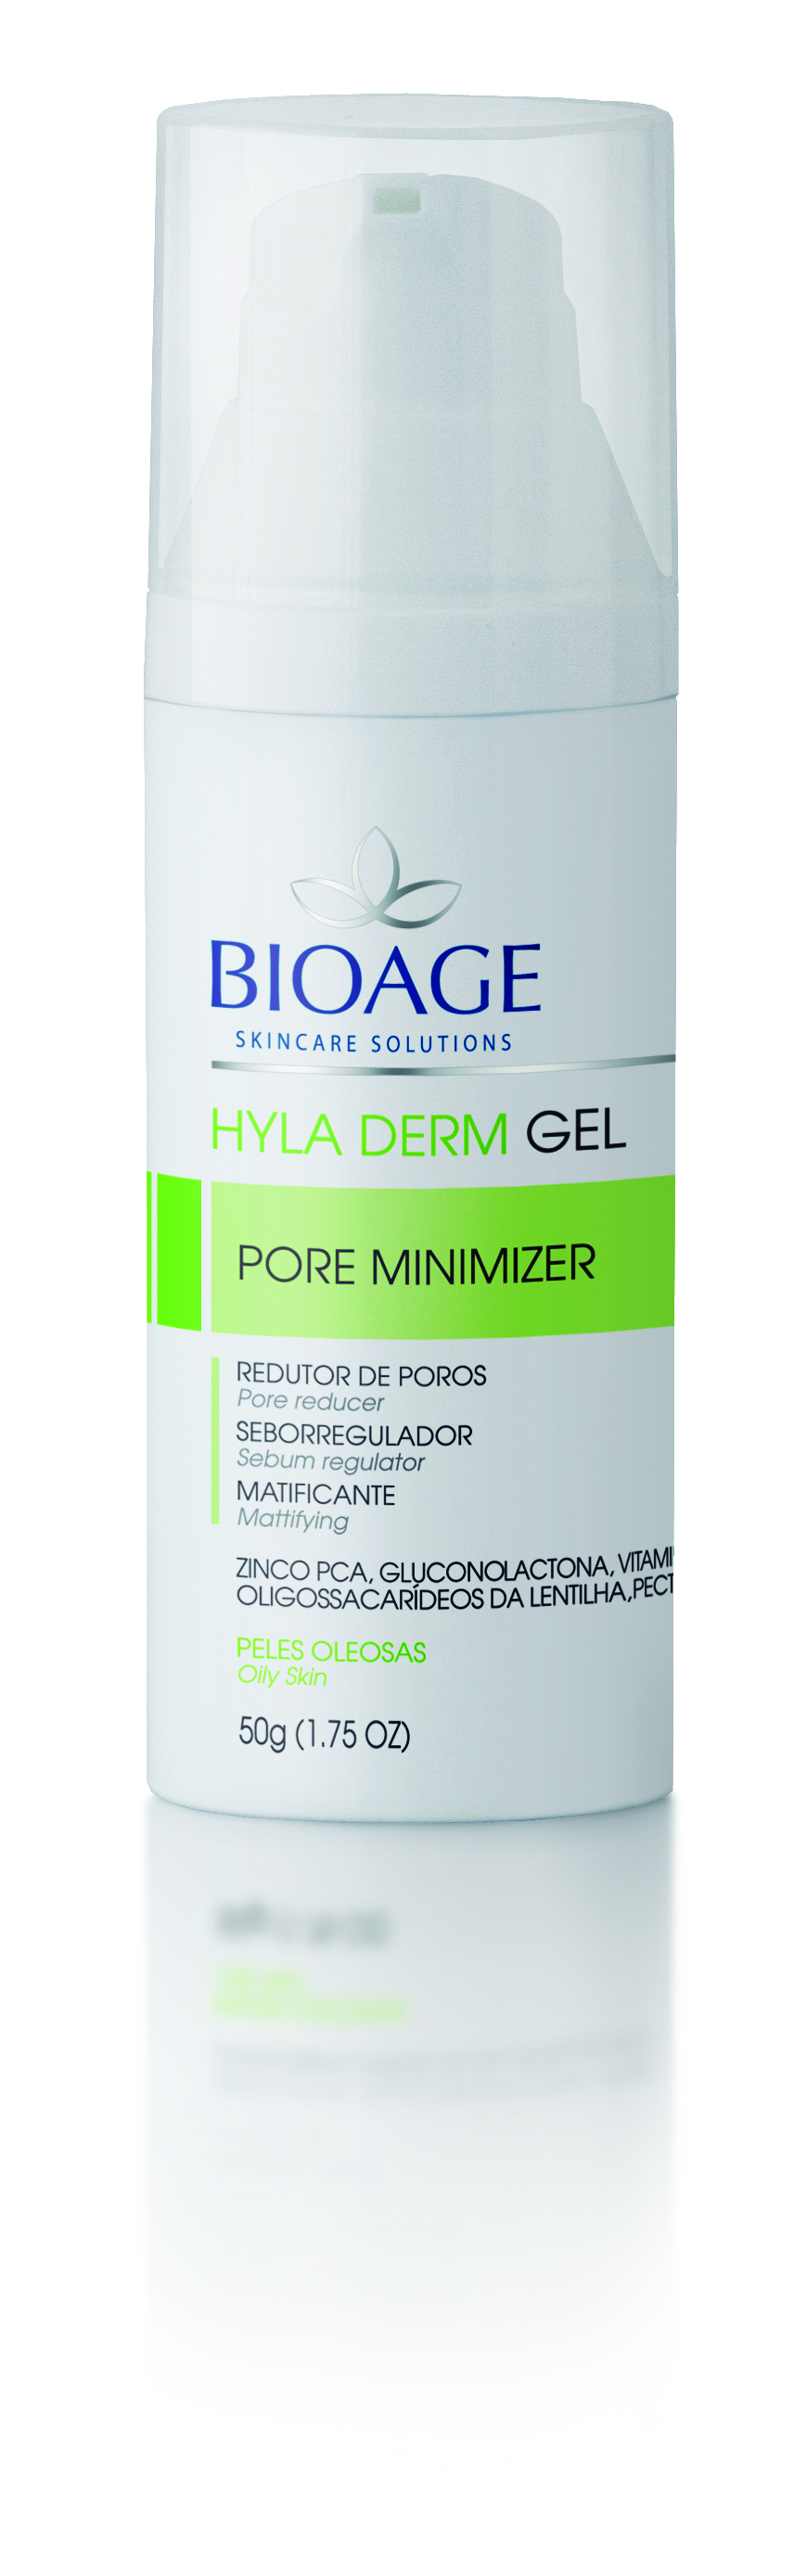 BIOAGE
SKINCARE SOLUTIONS
HYLA DERM GEL
PORE MINIMIZER
REDUTOR DE POROS
Pore reducer
SEBORREGULADOR
Sebum regulator
MATIFICANTE
Mattifying
ZINCO PCA, GLUCONOLACTONA,
OLIGOSSACARÍDEOS DA LENTILHA,
PELES OLEOSAS
Oily Skin
50g (1.75 OZ)